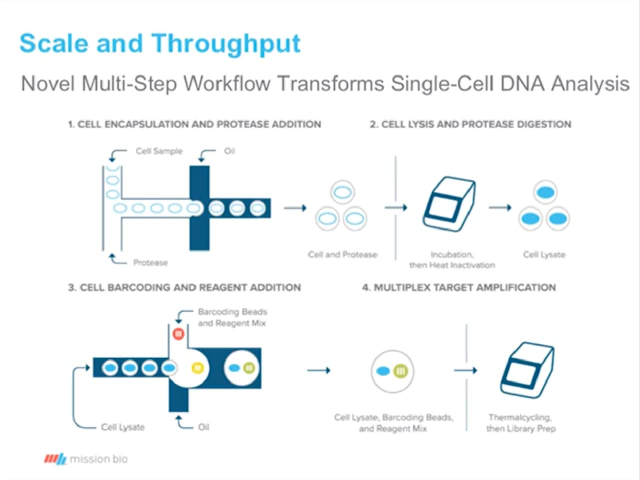 Scale and Throughput
Novel Multi-Step Workflow Transforms Single-Cell DNA Analysis
1. CELL ENCAPSULATION AND PROTEASE ADDITION
Cell Sample
Oil
Protease
Cell and Protease
2. CELL LYSIS AND PROTEASE DIGESTION
Incubation,
then Heat Inactivation
Cell Lysate
3. CELL BARCODING AND REAGENT ADDITION
Barcoding Beads
and Reagent Mix
Cell Lysate
Oil
4. MULTIPLEX TARGET AMPLIFICATION
Cell Lysate, Barcoding Beads,
and Reagent Mix
Thermalcycling,
then Library Prep
mission bio